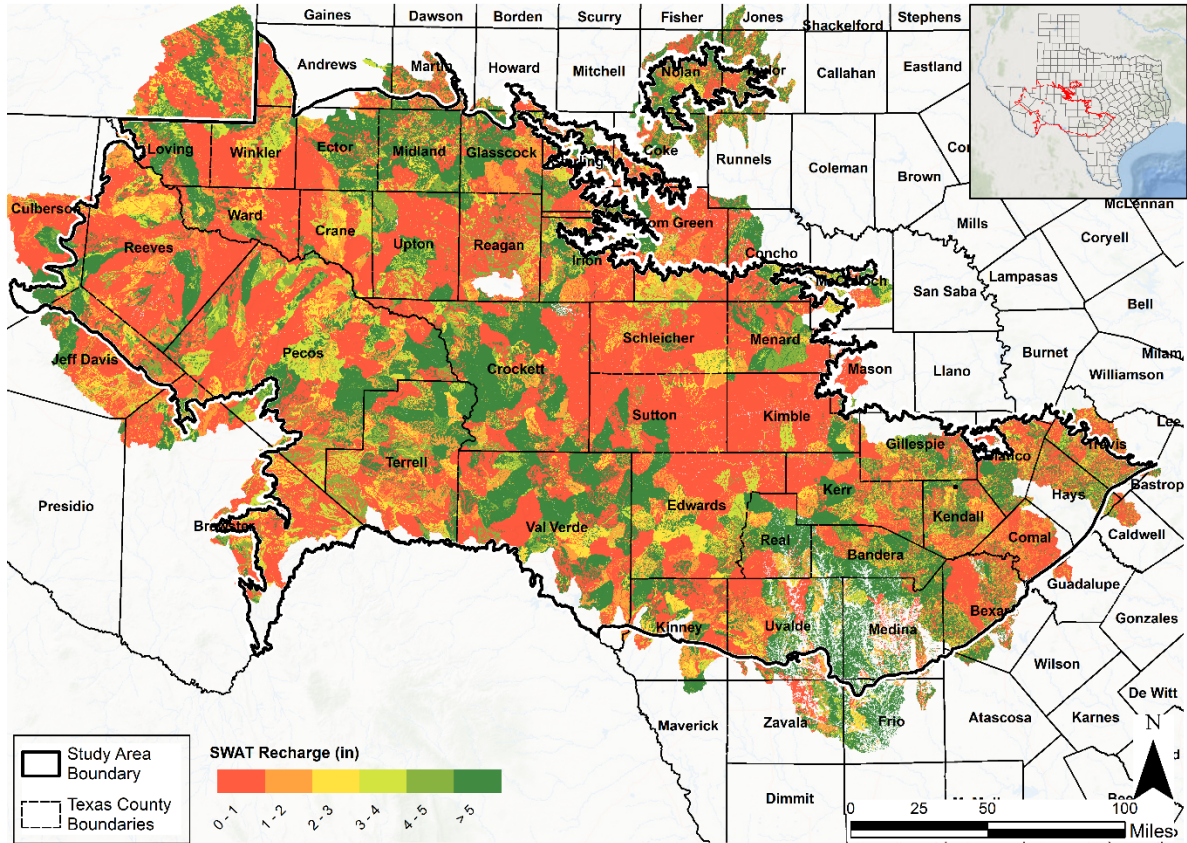 Gaines
Dawson
Borden
Scurry
Fisher
Jones
Shackelford
Stephens
Andrews
Martin
Howard
Mitchell
Nolan
Callahan
Eastland
Loving
Winkler
Ector
Midland
Glasscock
Coke
Runnels
Coleman
Brown
McLennan
Culberson
Ward
Crane
Upton
Reagan
Irion
Tom Green
Concho
Mills
Coryell
Reeves
McCulloch
San Saba
Lampasas
Bell
Jeff Davis
Pecos
Crockett
Schleicher
Menard
Mason
Llano
Burnet
Milam
Williamson
Sutton
Kimble
Gillespie
Travis
Lee
Terrell
Hays
Bastrop
Presidio
Brewster
Val Verde
Edwards
Kerr
Kendall
Real
Bandera
Comal
Caldwell
Guadalupe
Kinney
Uvalde
Medina
Bexar
Gonzales
Wilson
De Witt
Maverick
Zavala
Frio
Atascosa
Karnes
Dimmit
Study Area
Boundary
Texas County
Boundaries
SWAT Recharge (in)
0 - 1
1 - 2
2 - 3
3 - 4
4 - 5
> 5
N
0 25 50 100
Miles